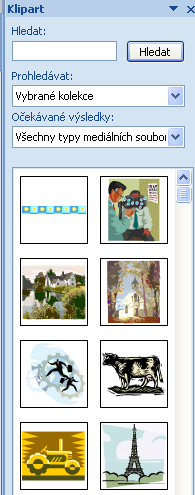 Klipart
Hledat:
Hledat
Prohledávat:
Vybrané kolekce
Očekávané výsledky:
Všechny typy mediálních soubor